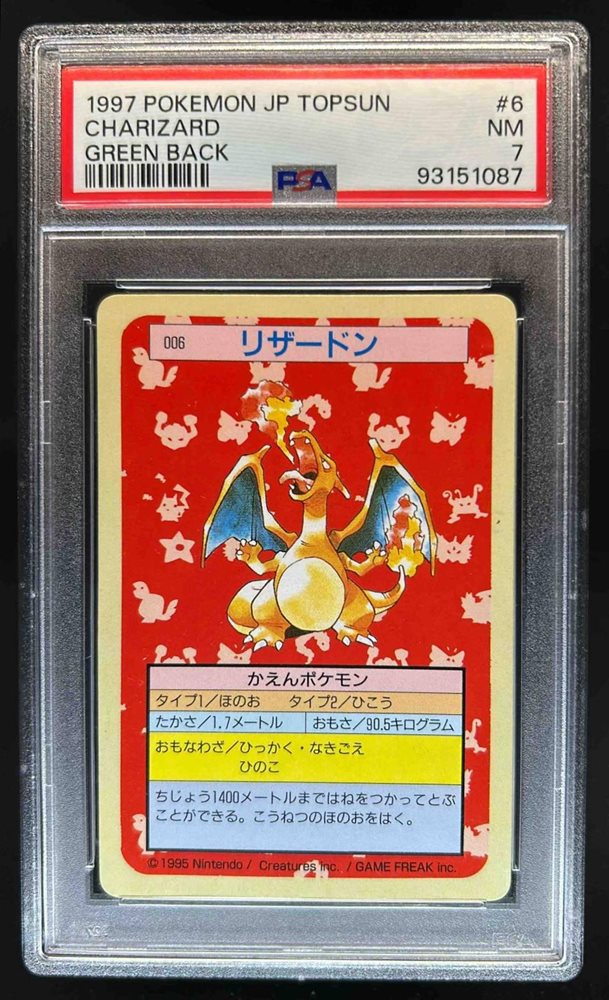 1997 POKEMON JP TOPSUN #6
CHARIZARD NM
GREEN BACK 7
PSA 93151087
006 リザードン
かえんポケモン
タイプ1/ほのお タイプ2/ひこう
たかさ/1.7メートル おもさ/90.5キログラム
おもなわざ/ひっかく・なきごえ
ひのこ
ちじょう1400メートルまではねをつかってとぶ
ことができる。こうねつのほのおをはく。
©1995 Nintendo / Creatures inc. / GAME FREAK inc.